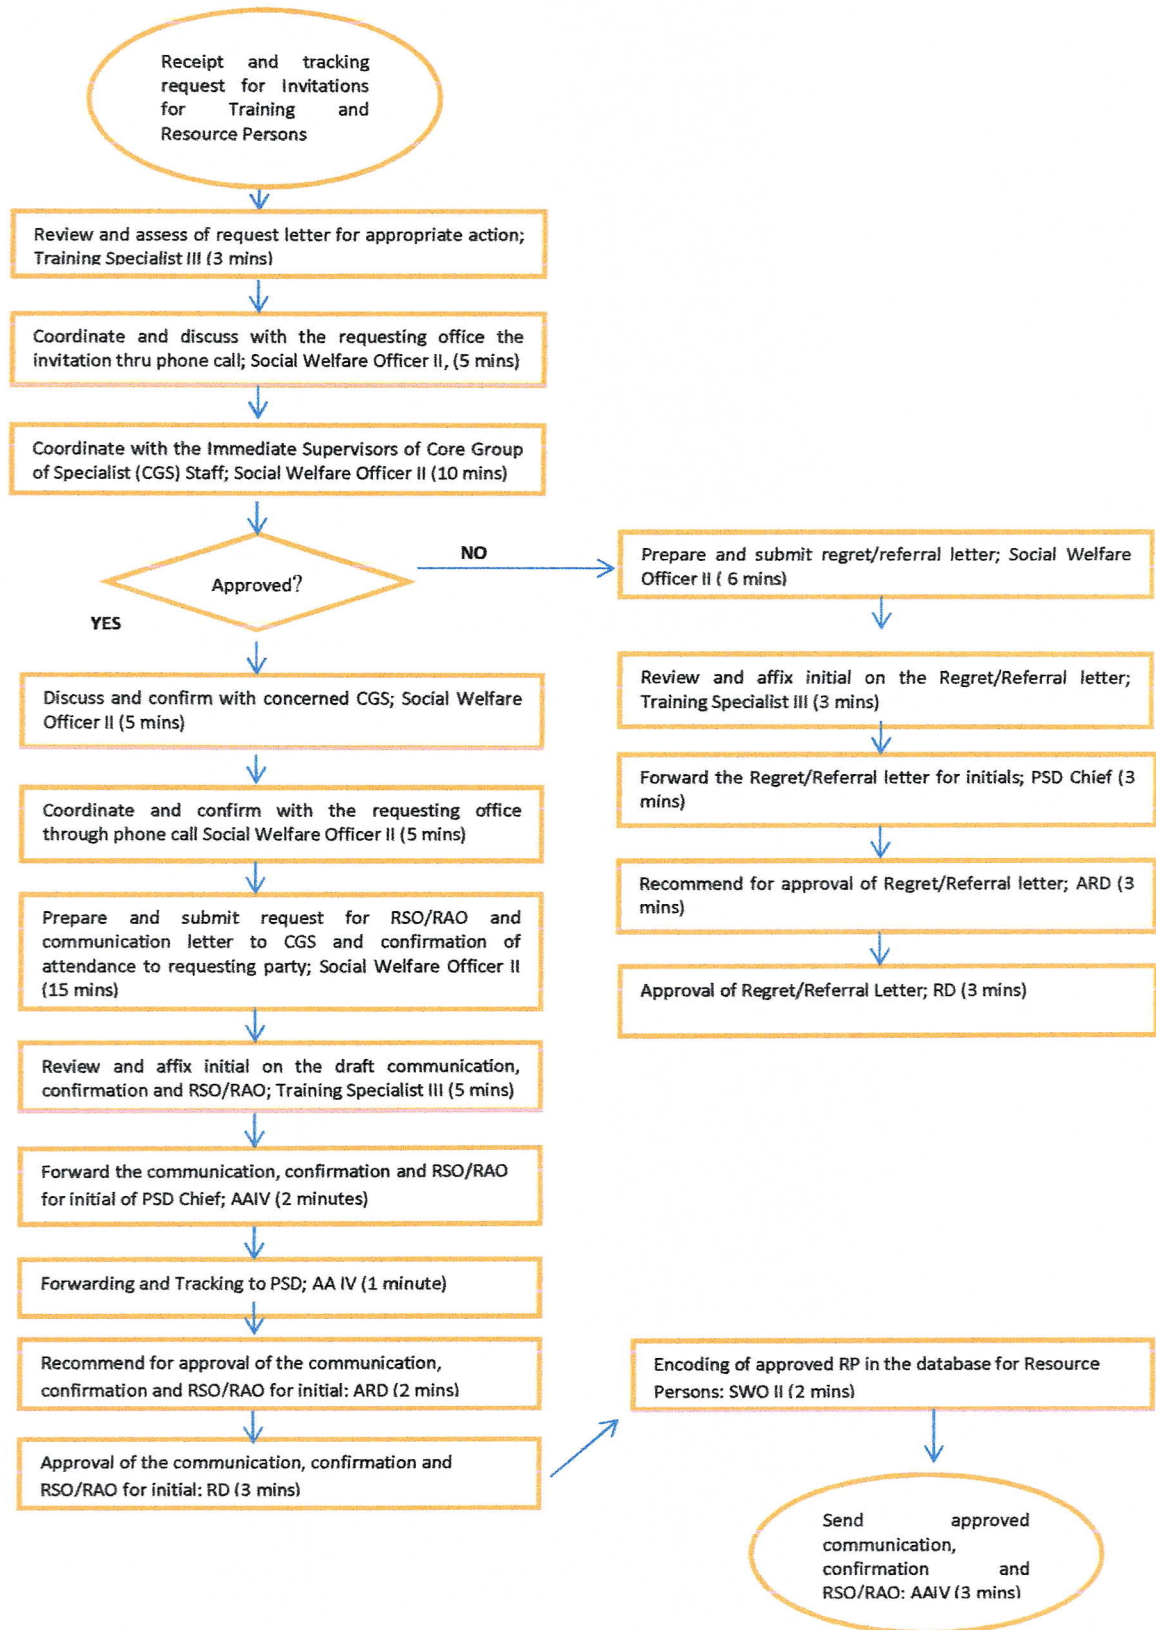 Receipt and tracking
request for Invitations
for Training and
Resource Persons
Review and assess of request letter for appropriate action;
Training Specialist III (3 mins)
Coordinate and discuss with the requesting office the
invitation thru phone call; Social Welfare Officer II, (5 mins)
Coordinate with the Immediate Supervisors of Core Group
of Specialist (CGS) Staff; Social Welfare Officer II (10 mins)
Approved?
NO
YES
Prepare and submit regret/referral letter; Social Welfare
Officer II ( 6 mins)
Review and affix initial on the Regret/Referral letter;
Training Specialist III (3 mins)
Forward the Regret/Referral letter for initials; PSD Chief (3
mins)
Recommend for approval of Regret/Referral letter; ARD (3
mins)
Approval of Regret/Referral Letter; RD (3 mins)
Discuss and confirm with concerned CGS; Social Welfare
Officer II (5 mins)
Coordinate and confirm with the requesting office
through phone call Social Welfare Officer II (5 mins)
Prepare and submit request for RSO/RAO and
communication letter to CGS and confirmation of
attendance to requesting party; Social Welfare Officer II
(15 mins)
Review and affix initial on the draft communication,
confirmation and RSO/RAO; Training Specialist III (5 mins)
Forward the communication, confirmation and RSO/RAO
for initial of PSD Chief; AAIV (2 minutes)
Forwarding and Tracking to PSD; AA IV (1 minute)
Recommend for approval of the communication,
confirmation and RSO/RAO for initial: ARD (2 mins)
Approval of the communication, confirmation and
RSO/RAO for initial: RD (3 mins)
Encoding of approved RP in the database for Resource
Persons: SWO II (2 mins)
Send approved
communication,
confirmation and
RSO/RAO: AAIV (3 mins)